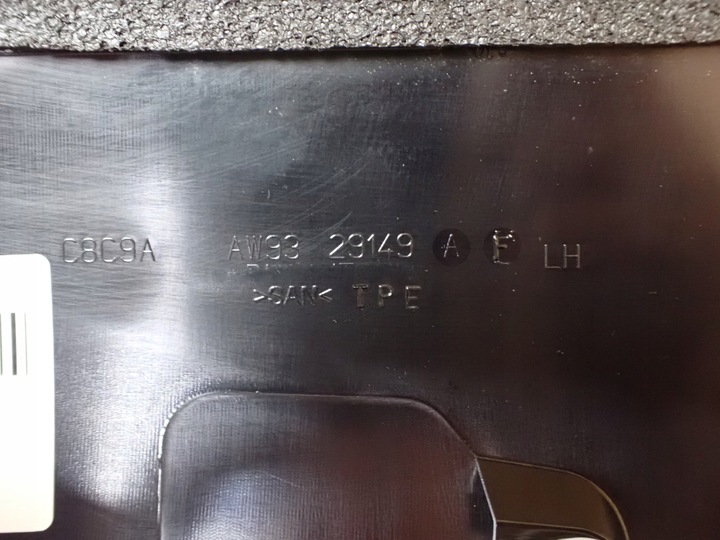 C8C9A AW93 29149 A F LH
>SAN< TPE